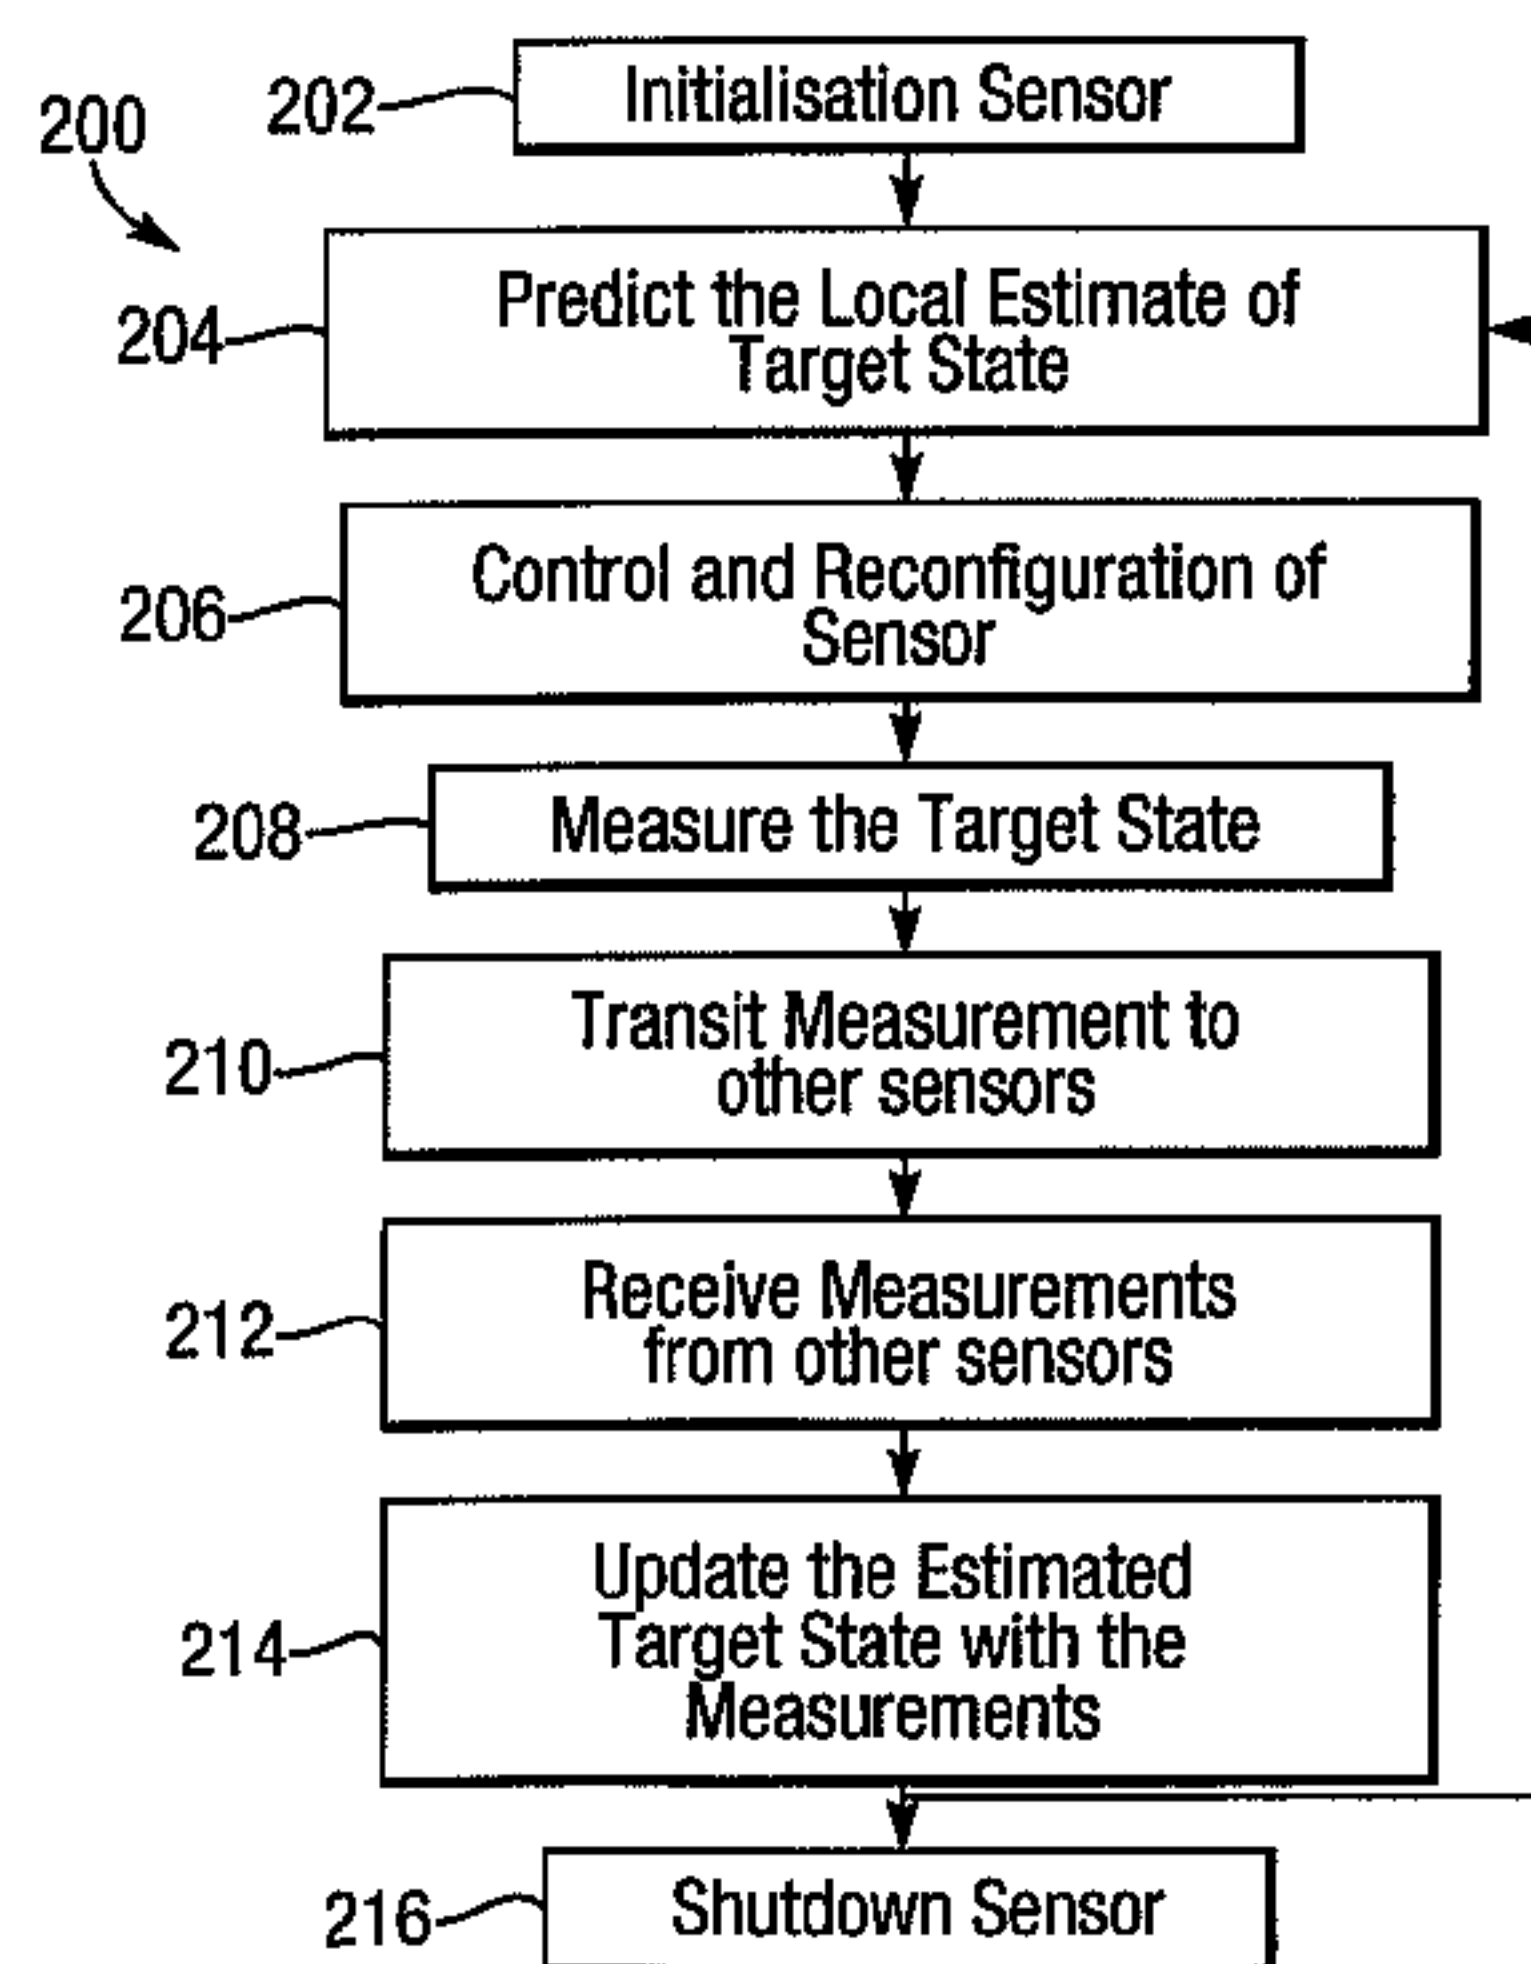 200
202
Initialisation Sensor
204
Predict the Local Estimate of
Target State
206
Control and Reconfiguration of
Sensor
208
Measure the Target State
210
Transit Measurement to
other sensors
212
Receive Measurements
from other sensors
214
Update the Estimated
Target State with the
Measurements
216
Shutdown Sensor